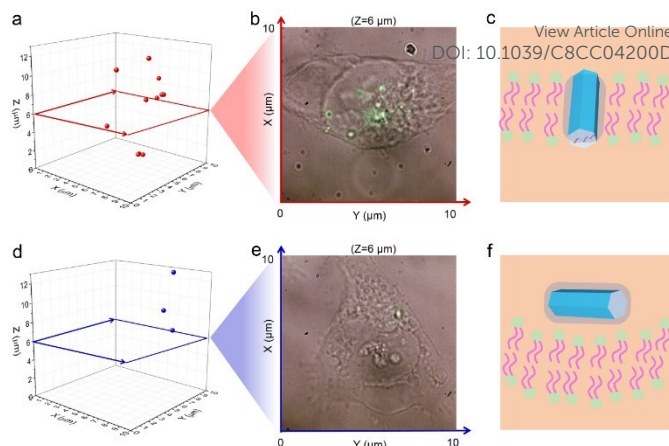 a
b
(Z=6 µm)
c
View Article Online
DOI: 10.1039/C8CC04200D
12
10
8
6
4
2
0
Z (µm)
X (µm)
Y (µm)
10
X (µm)
0
Y (µm)
10
d
e
(Z=6 µm)
f
12
10
8
6
4
2
0
Z (µm)
X (µm)
Y (µm)
10
X (µm)
0
Y (µm)
10